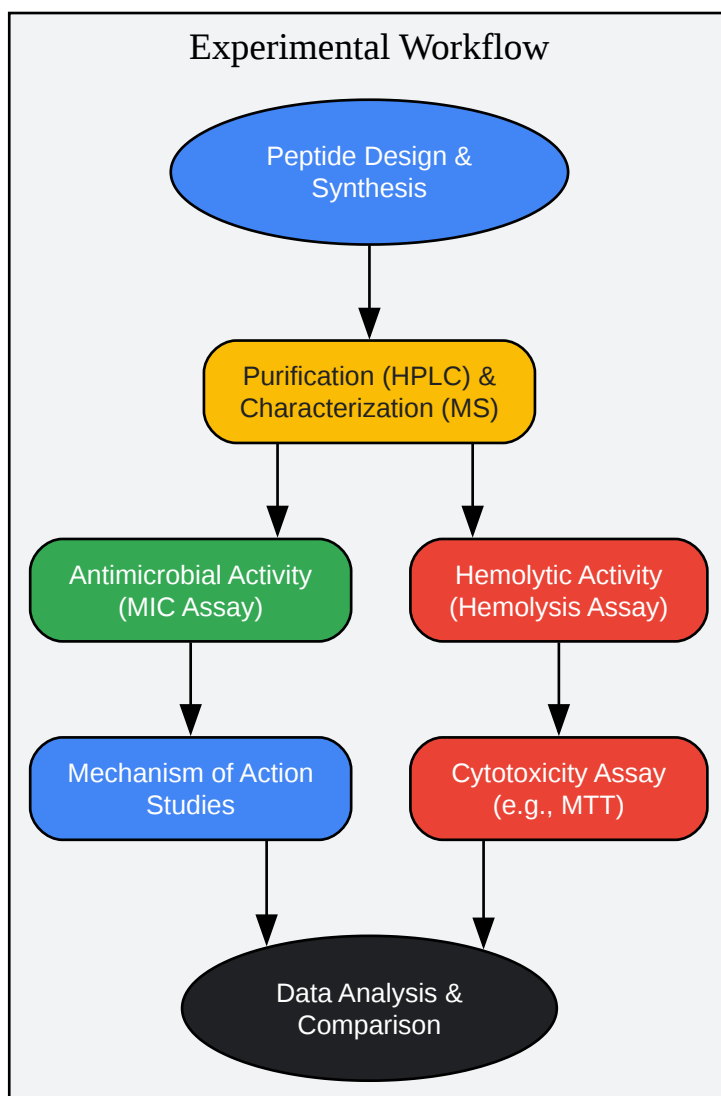 Experimental Workflow
Peptide Design &
Synthesis
Purification (HPLC) &
Characterization (MS)
Antimicrobial Activity
(MIC Assay)
Hemolytic Activity
(Hemolysis Assay)
Mechanism of Action
Studies
Cytotoxicity Assay
(e.g., MTT)
Data Analysis &
Comparison